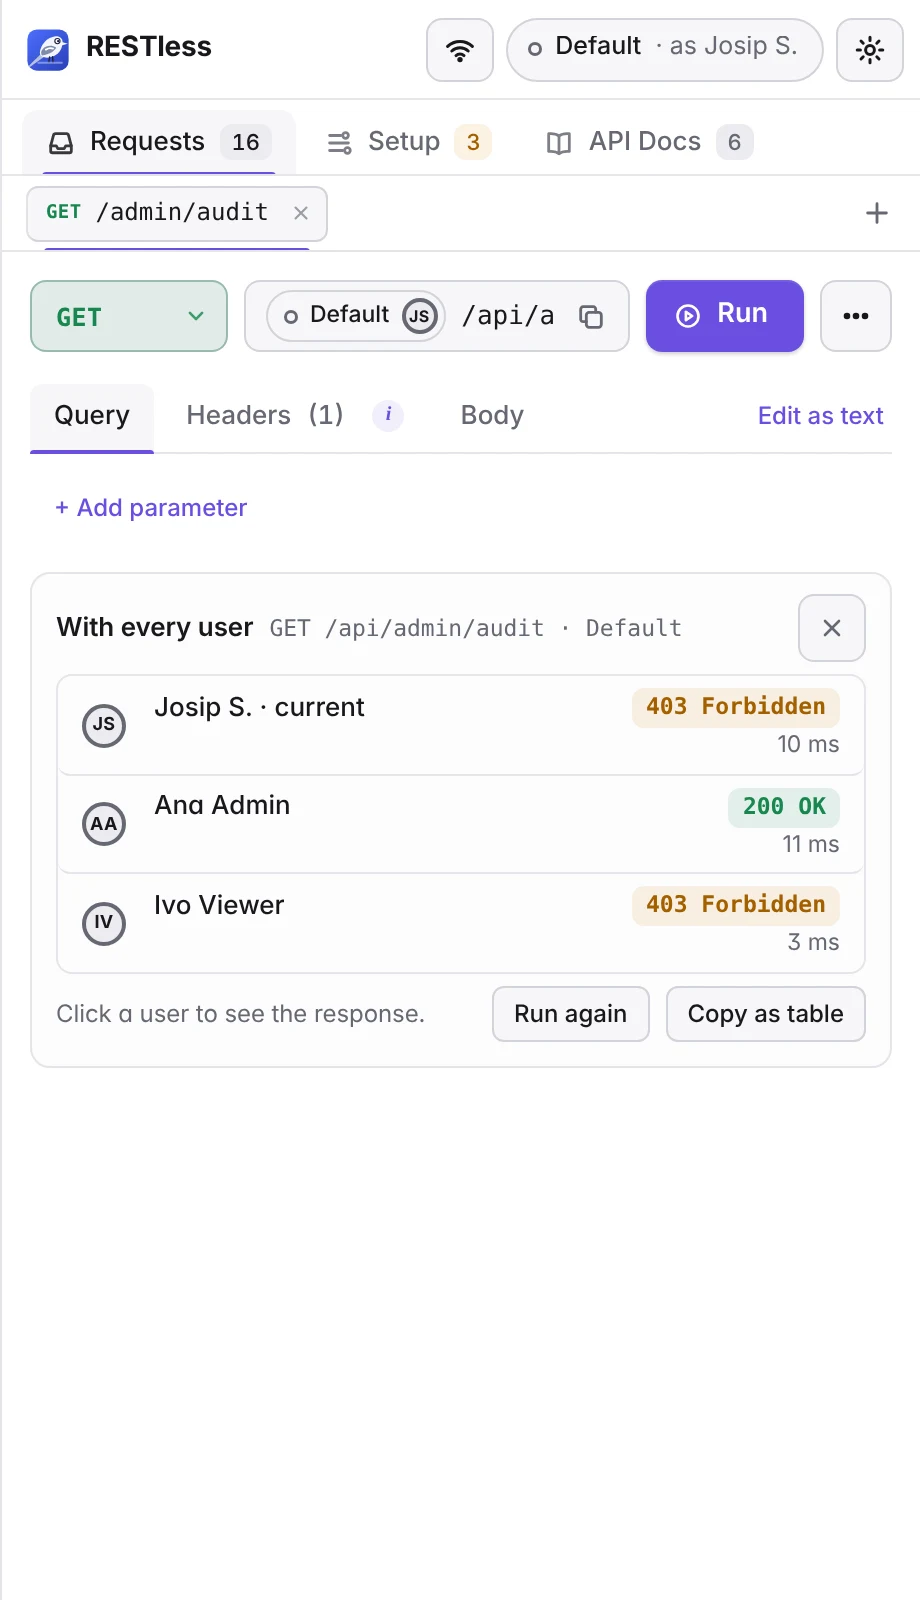 RESTless
Default · as Josip S.
Requests 16
Setup 3
API Docs 6
GET /admin/audit
GET
Default JS /api/a
Run
Query
Headers (1) i
Body
Edit as text
+ Add parameter
With every user GET /api/admin/audit · Default
JS Josip S. · current 403 Forbidden
10 ms
AA Ana Admin 200 OK
11 ms
IV Ivo Viewer 403 Forbidden
3 ms
Click a user to see the response.
Run again
Copy as table